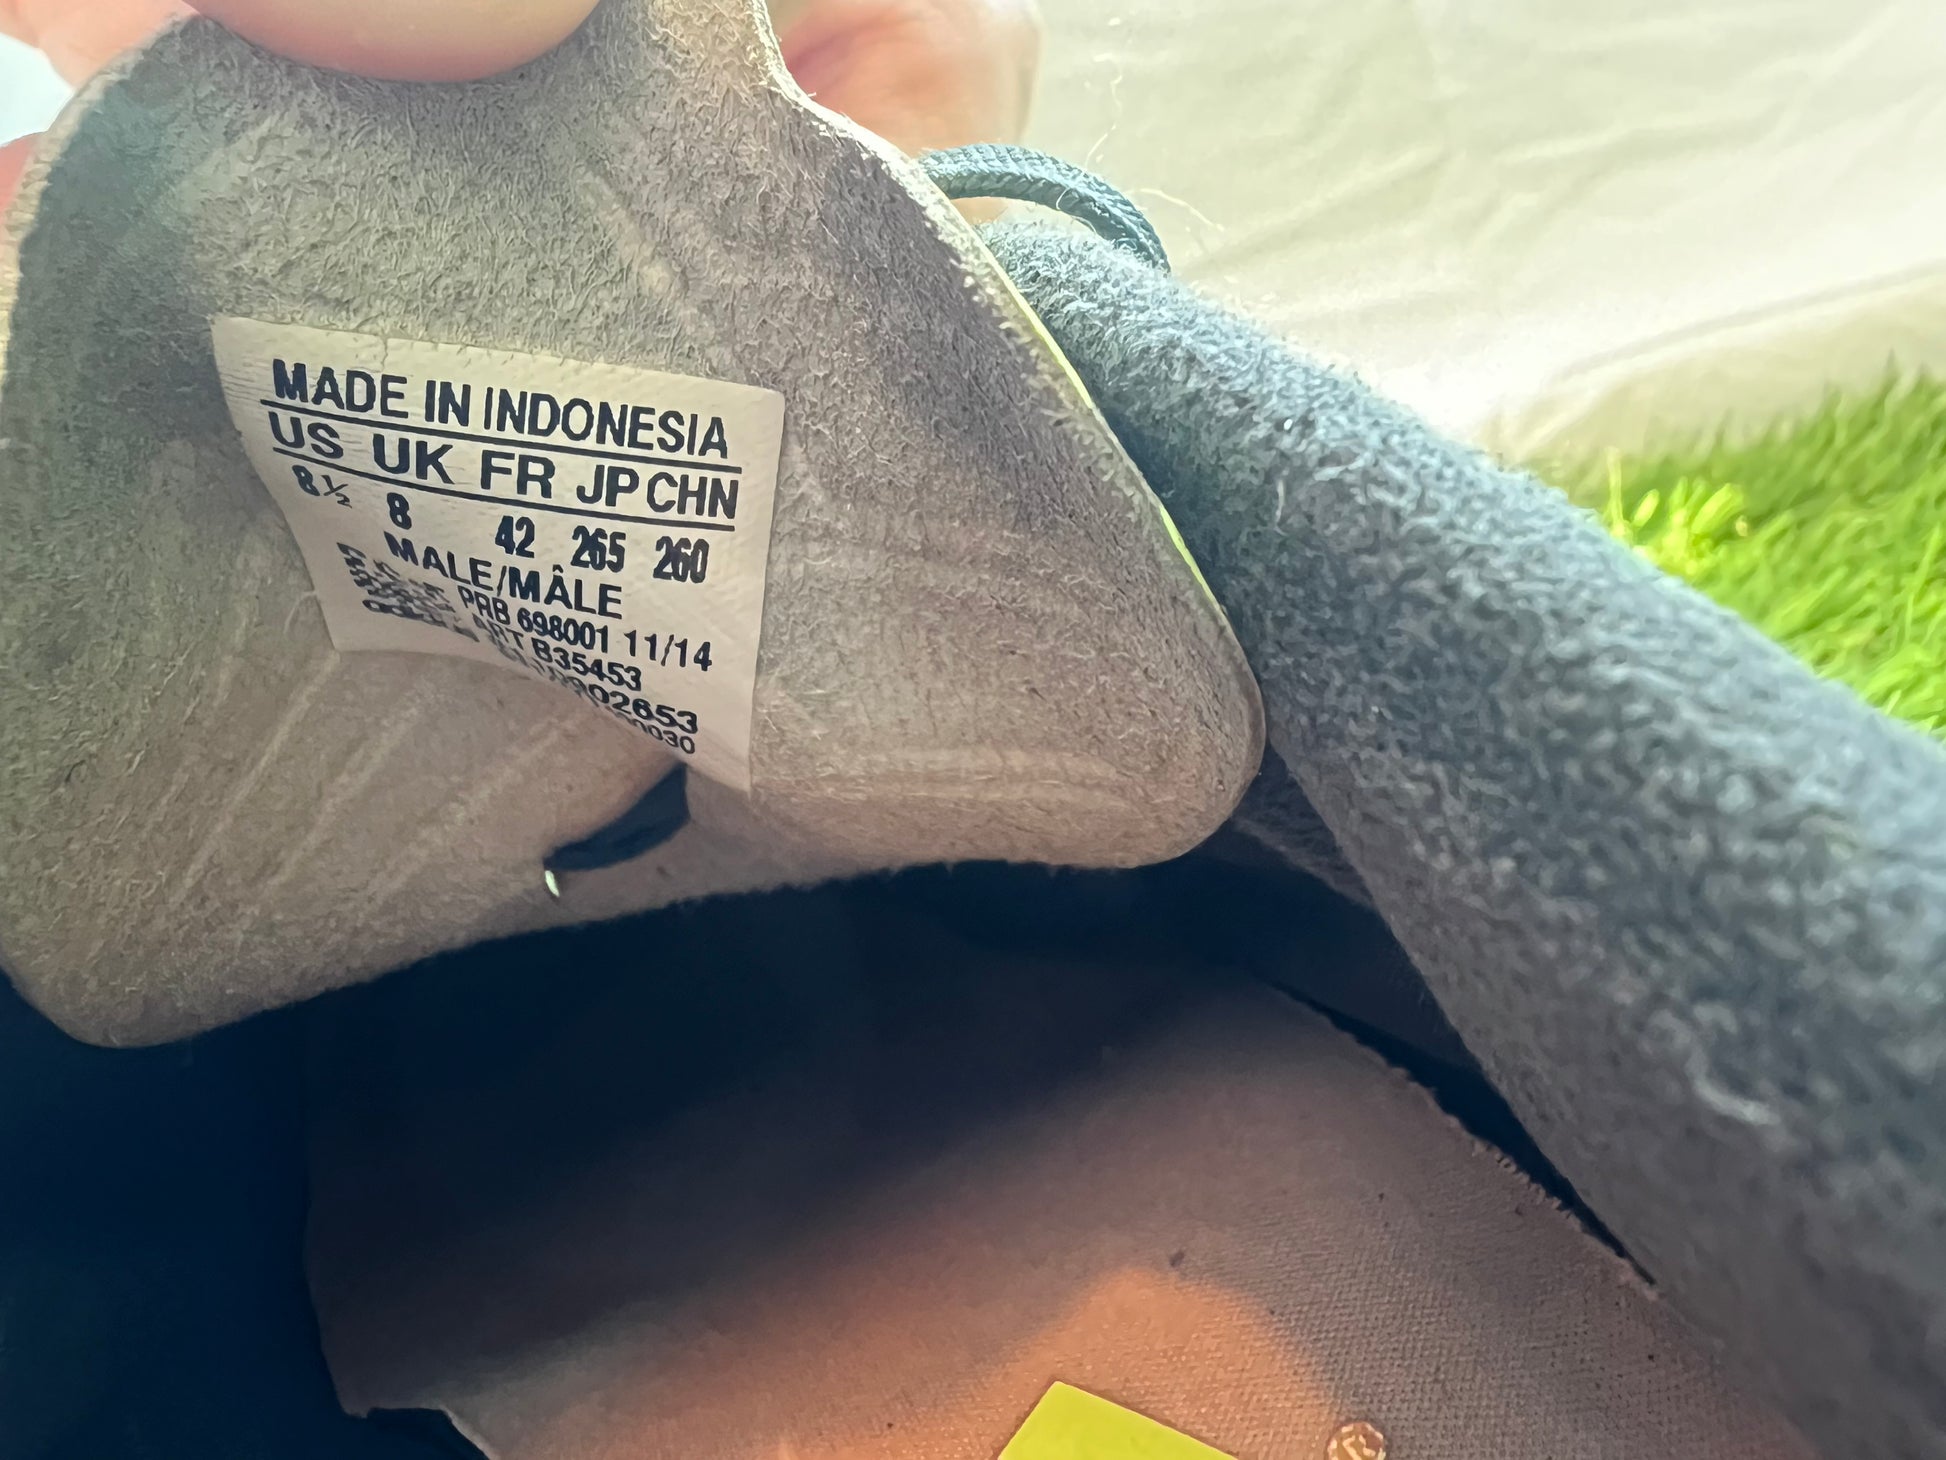 MADE IN INDONESIA
US UK FR JP CHN
8½ 8 42 265 260
MALE/MÂLE
PRB 698001 11/14
ART B35453